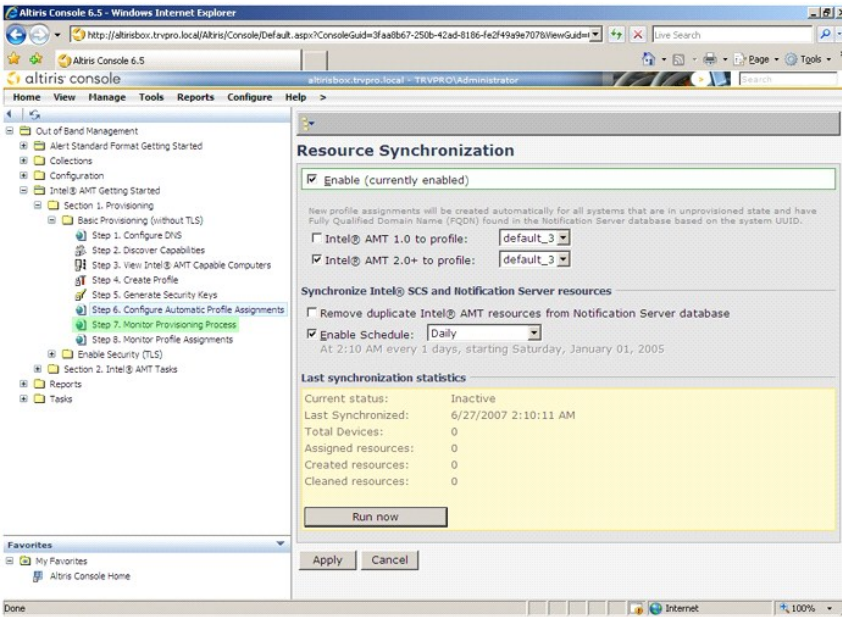 Altiris Console 6.5 - Windows Internet Explorer
http://altirisbox.trvpro.local/Altiris/Console/Default.aspx?ConsoleGuid=3faa8b67-250b-42ad-8186-fe2f49a9e707&ViewGuid=
Live Search
Altiris Console 6.5
Page
Tools
altiris console
altirisbox.trvpro.local - TRVPRO\Administrator
Search
Home View Manage Tools Reports Configure Help >
Out of Band Management
Alert Standard Format Getting Started
Collections
Configuration
Intel® AMT Getting Started
Section 1. Provisioning
Basic Provisioning (without TLS)
Step 1. Configure DNS
Step 2. Discover Capabilities
Step 3. View Intel® AMT Capable Computers
Step 4. Create Profile
Step 5. Generate Security Keys
Step 6. Configure Automatic Profile Assignments
Step 7. Monitor Provisioning Process
Step 8. Monitor Profile Assignments
Enable Security (TLS)
Section 2. Intel® AMT Tasks
Reports
Tasks
Favorites
My Favorites
Altiris Console Home
Resource Synchronization
Enable (currently enabled)
New profile assignments will be created automatically for all systems that are in unprovisioned state and have
Fully Qualified Domain Name (FQDN) found in the Notification Server database based on the system UUID.
Intel® AMT 1.0 to profile: default_3
Intel® AMT 2.0+ to profile: default_3
Synchronize Intel® SCS and Notification Server resources
Remove duplicate Intel® AMT resources from Notification Server database
Enable Schedule: Daily
At 2:10 AM every 1 days, starting Saturday, January 01, 2005
Last synchronization statistics
Current status: Inactive
Last Synchronized: 6/27/2007 2:10:11 AM
Total Devices: 0
Assigned resources: 0
Created resources: 0
Cleaned resources: 0
Run now
Apply Cancel
Done
Internet
100%